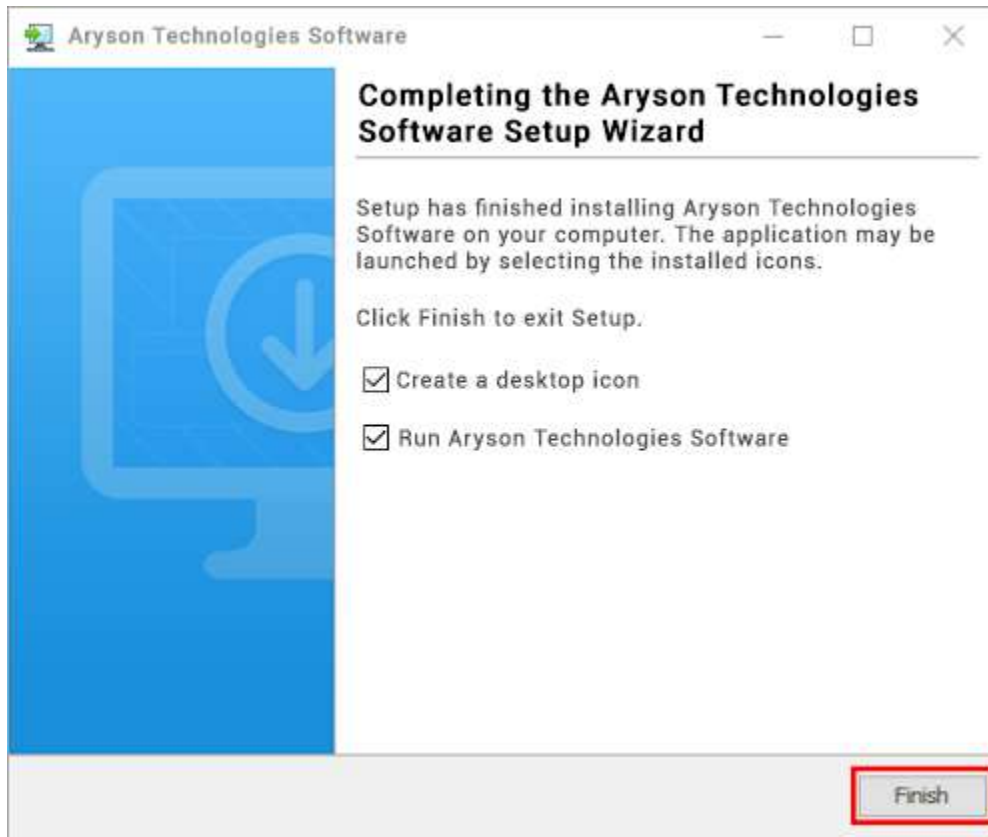 Aryson Technologies Software
Completing the Aryson Technologies
Software Setup Wizard
Setup has finished installing Aryson Technologies
Software on your computer. The application may be
launched by selecting the installed icons.
Click Finish to exit Setup.
Create a desktop icon
Run Aryson Technologies Software
Finish